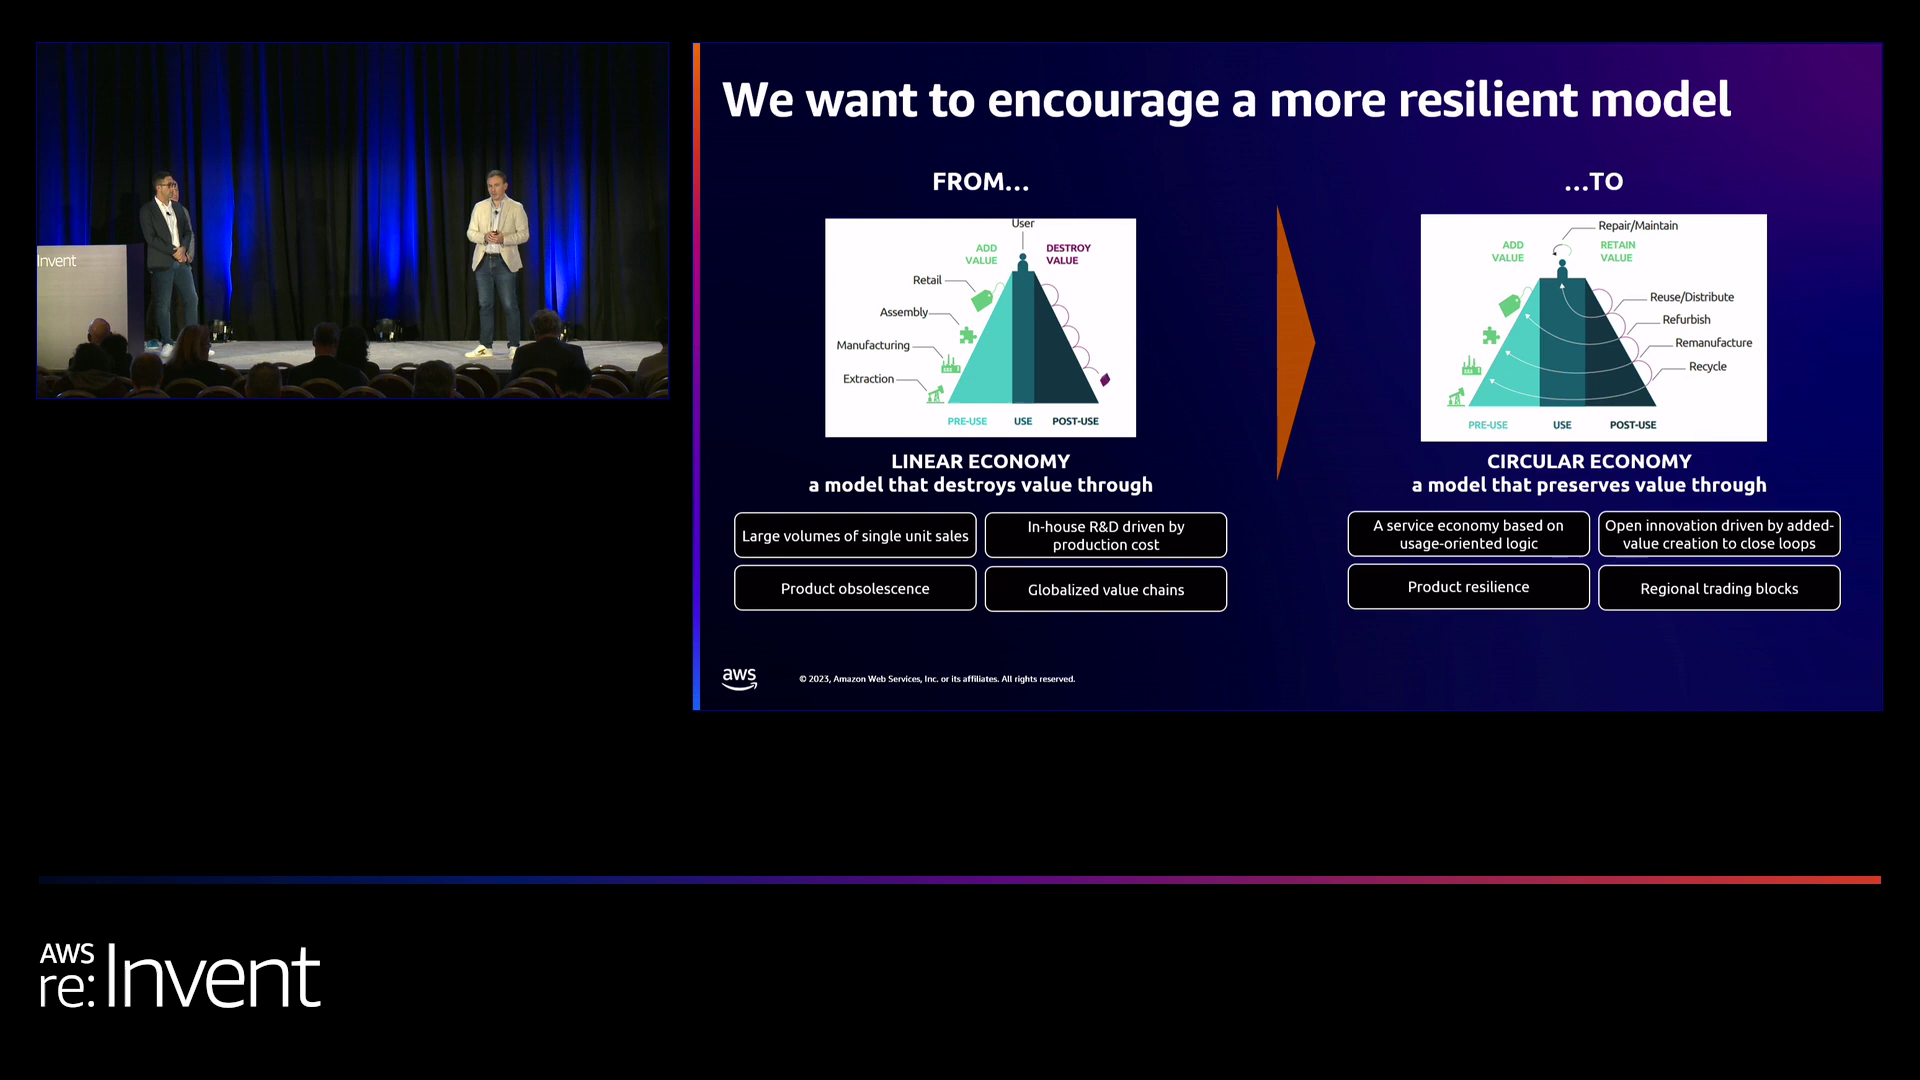 Invent
We want to encourage a more resilient model
FROM...
User
ADD
VALUE
DESTROY
VALUE
Retail
Assembly
Manufacturing
Extraction
PRE-USE
USE
POST-USE
LINEAR ECONOMY
a model that destroys value through
Large volumes of single unit sales
In-house R&D driven by
production cost
Product obsolescence
Globalized value chains
...TO
Repair/Maintain
ADD
VALUE
RETAIN
VALUE
Reuse/Distribute
Refurbish
Remanufacture
Recycle
PRE-USE
USE
POST-USE
CIRCULAR ECONOMY
a model that preserves value through
A service economy based on
usage-oriented logic
Open innovation driven by added-
value creation to close loops
Product resilience
Regional trading blocks
aws
© 2023, Amazon Web Services, Inc. or its affiliates. All rights reserved.
AWS
re:Invent